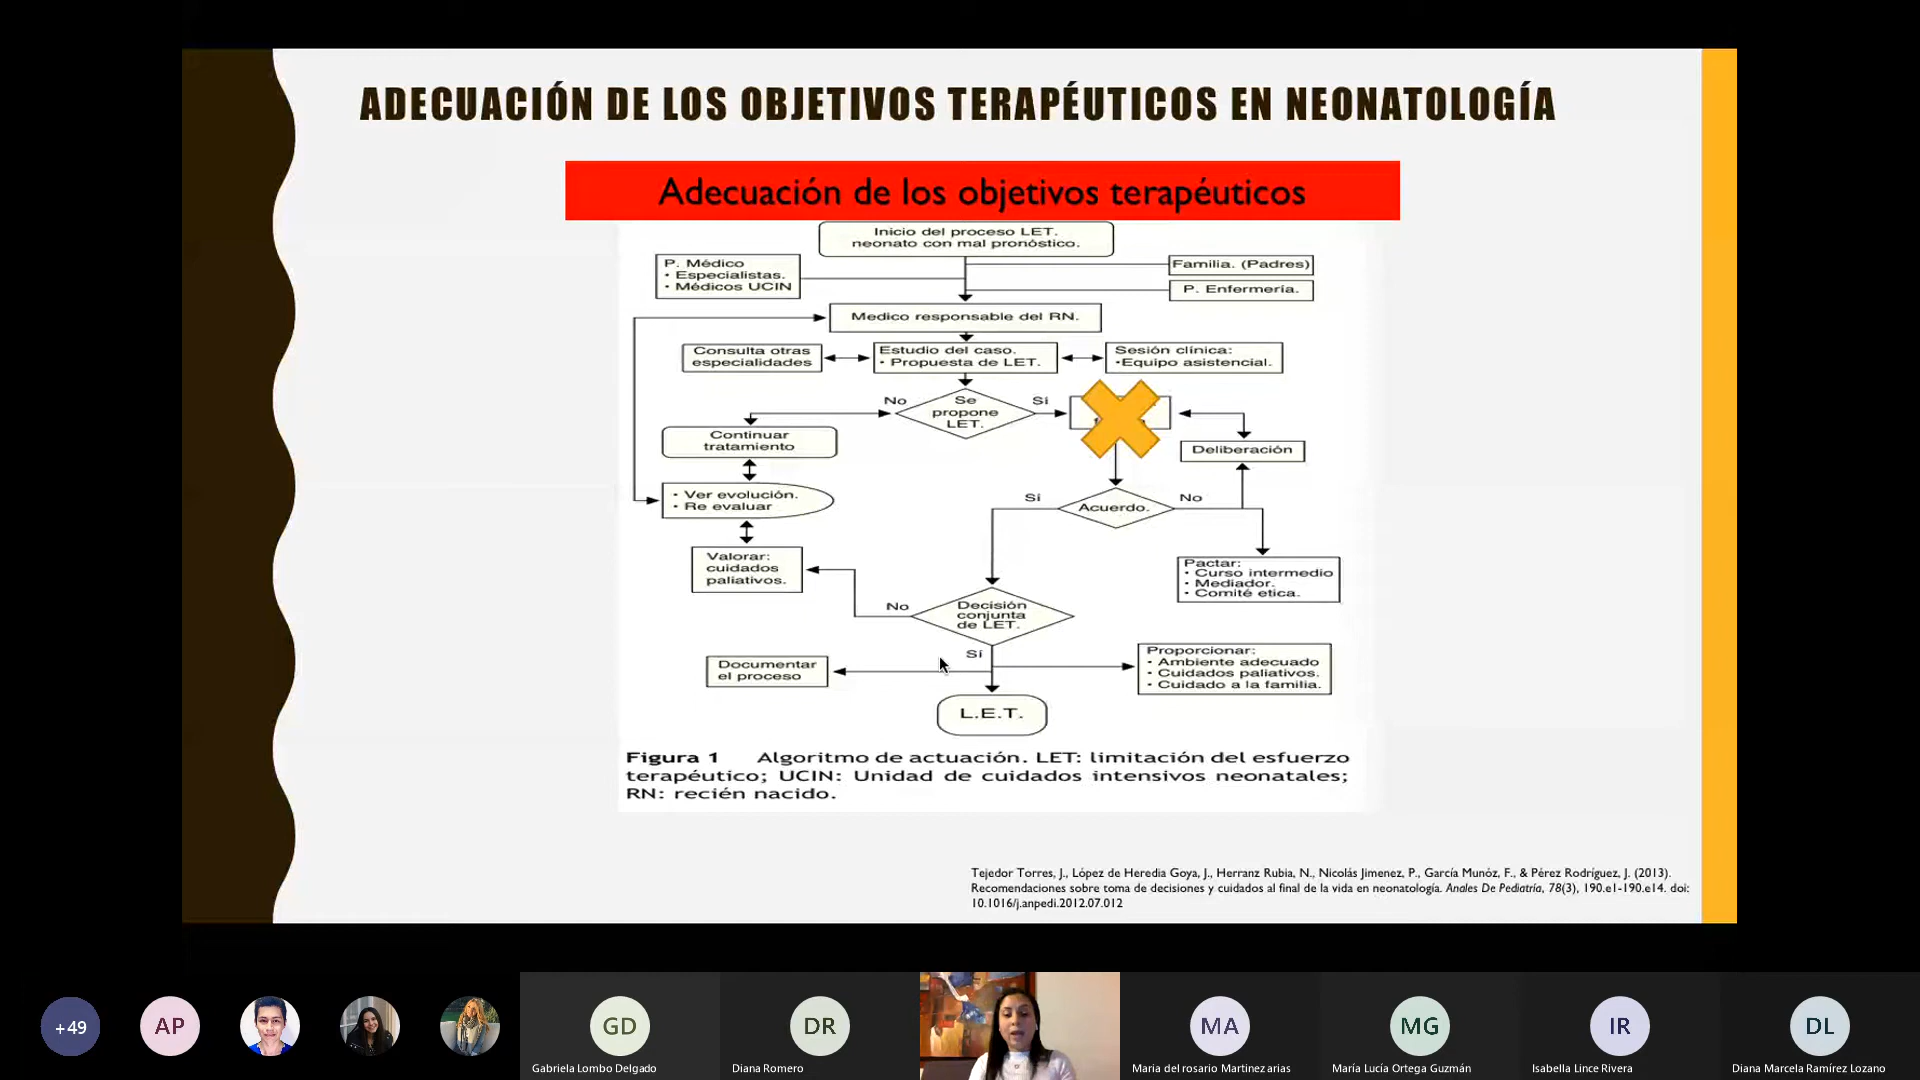 ADECUACIÓN DE LOS OBJETIVOS TERAPÉUTICOS EN NEONATOLOGÍA
Adecuación de los objetivos terapéuticos
Inicio del proceso LET.
neonato con mal pronóstico.
P. Médico
• Especialistas.
• Médicos UCIN
Familia. (Padres)
P. Enfermería.
Medico responsable del RN.
Consulta otras
especialidades
Estudio del caso.
• Propuesta de LET.
Sesión clínica:
•Equipo asistencial.
No
Se
propone
LET.
Sí
Continuar
tratamiento
Deliberación
• Ver evolución.
• Re evaluar
Sí
Acuerdo.
No
Valorar:
cuidados
paliativos.
Pactar:
• Curso intermedio
• Mediador.
• Comité etica.
No
Decisión
conjunta
de LET.
Sí
Documentar
el proceso
Proporcionar:
• Ambiente adecuado
• Cuidados paliativos.
• Cuidado a la familia.
L.E.T.
Figura 1 Algoritmo de actuación. LET: limitación del esfuerzo
terapéutico; UCIN: Unidad de cuidados intensivos neonatales;
RN: recién nacido.
Tejedor Torres, J., López de Heredia Goya, J., Herranz Rubia, N., Nicolás Jimenez, P., García Munóz, F., & Pérez Rodríguez, J. (2013).
Recomendaciones sobre toma de decisiones y cuidados al final de la vida en neonatología. Anales De Pediatría, 78(3), 190.e1-190.e14. doi:
10.1016/j.anpedi.2012.07.012
+49
AP
GD
Gabriela Lombo Delgado
DR
Diana Romero
MA
Maria del rosario Martinez arias
MG
María Lucía Ortega Guzmán
IR
Isabella Lince Rivera
DL
Diana Marcela Ramírez Lozano